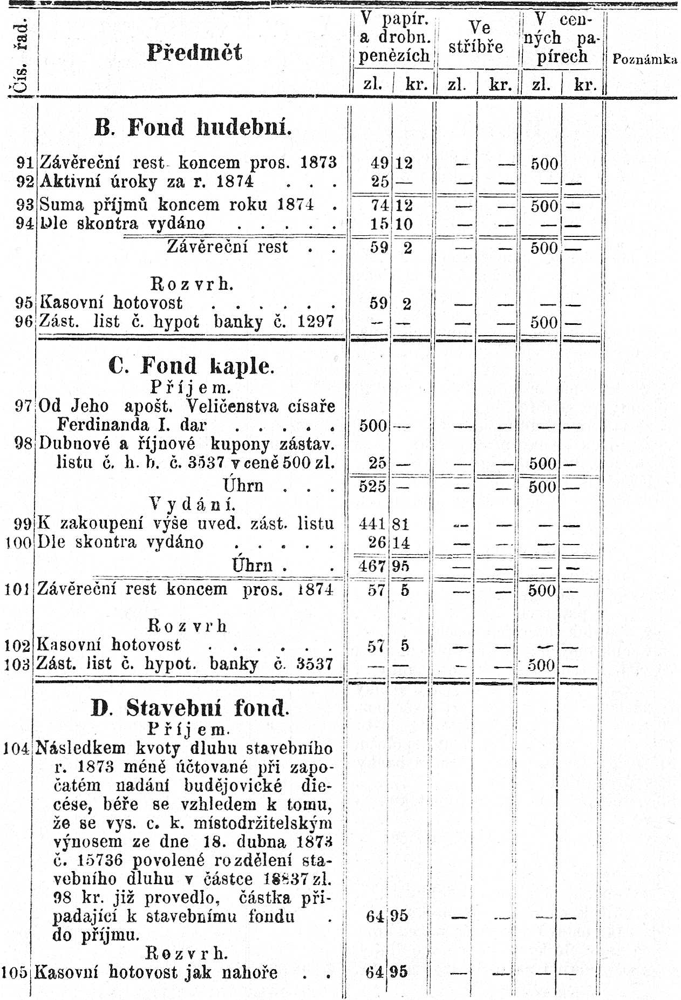 Čís. řad.
Předmět
V papír. a drobn. penězích
Ve stříbře
V cenných papírech
Poznámka
zl. kr. zl. kr. zl. kr.
B. Fond hudební.
91 Závěreční rest koncem pros. 1873 49 12 — — 500
92 Aktivní úroky za r. 1874 . . . 25 — — — — —
93 Suma příjmů koncem roku 1874 . 74 12 — — 500 —
94 Dle skontra vydáno . . . . . 15 10 — — — —
Závěreční rest . . 59 2 — — 500 —
Rozvrh.
95 Kasovní hotovost . . . . . . 59 2 — — — —
96 Zást. list č. hypot banky č. 1297 — — — — 500 —
C. Fond kaple.
Příjem.
97 Od Jeho apošt. Veličenstva císaře
Ferdinanda I. dar . . . . . 500 — — — — —
98 Dubnové a říjnové kupony zástav.
listu č. h. b. č. 3537 v ceně 500 zl. 25 — — — 500 —
Úhrn . . . 525 — — — 500 —
Vydání.
99 K zakoupení výše uved. zást. listu 441 81 — — — —
100 Dle skontra vydáno . . . . . 26 14 — — — —
Úhrn . . 467 95 — — — —
101 Závěreční rest koncem pros. 1874 57 5 — — 500 —
Rozvrh
102 Kasovní hotovost . . . . . . 57 5 — — — —
103 Zást. list č. hypot. banky č. 3537 — — — — 500 —
D. Stavební fond.
Příjem.
104 Následkem kvoty dluhu stavebního
r. 1873 méně účtované při zapo-
čatém nadání budějovické die-
cése, béře se vzhledem k tomu,
že se vys. c. k. místodržitelským
výnosem ze dne 18. dubna 1873
č. 15736 povolené rozdělení sta-
vebního dluhu v částce 18837 zl.
98 kr. již provedlo, částka při-
padající k stavebnímu fondu . 64 95 — — — —
do příjmu.
Rozvrh.
105 Kasovní hotovost jak nahoře . . 64 95 — — — —